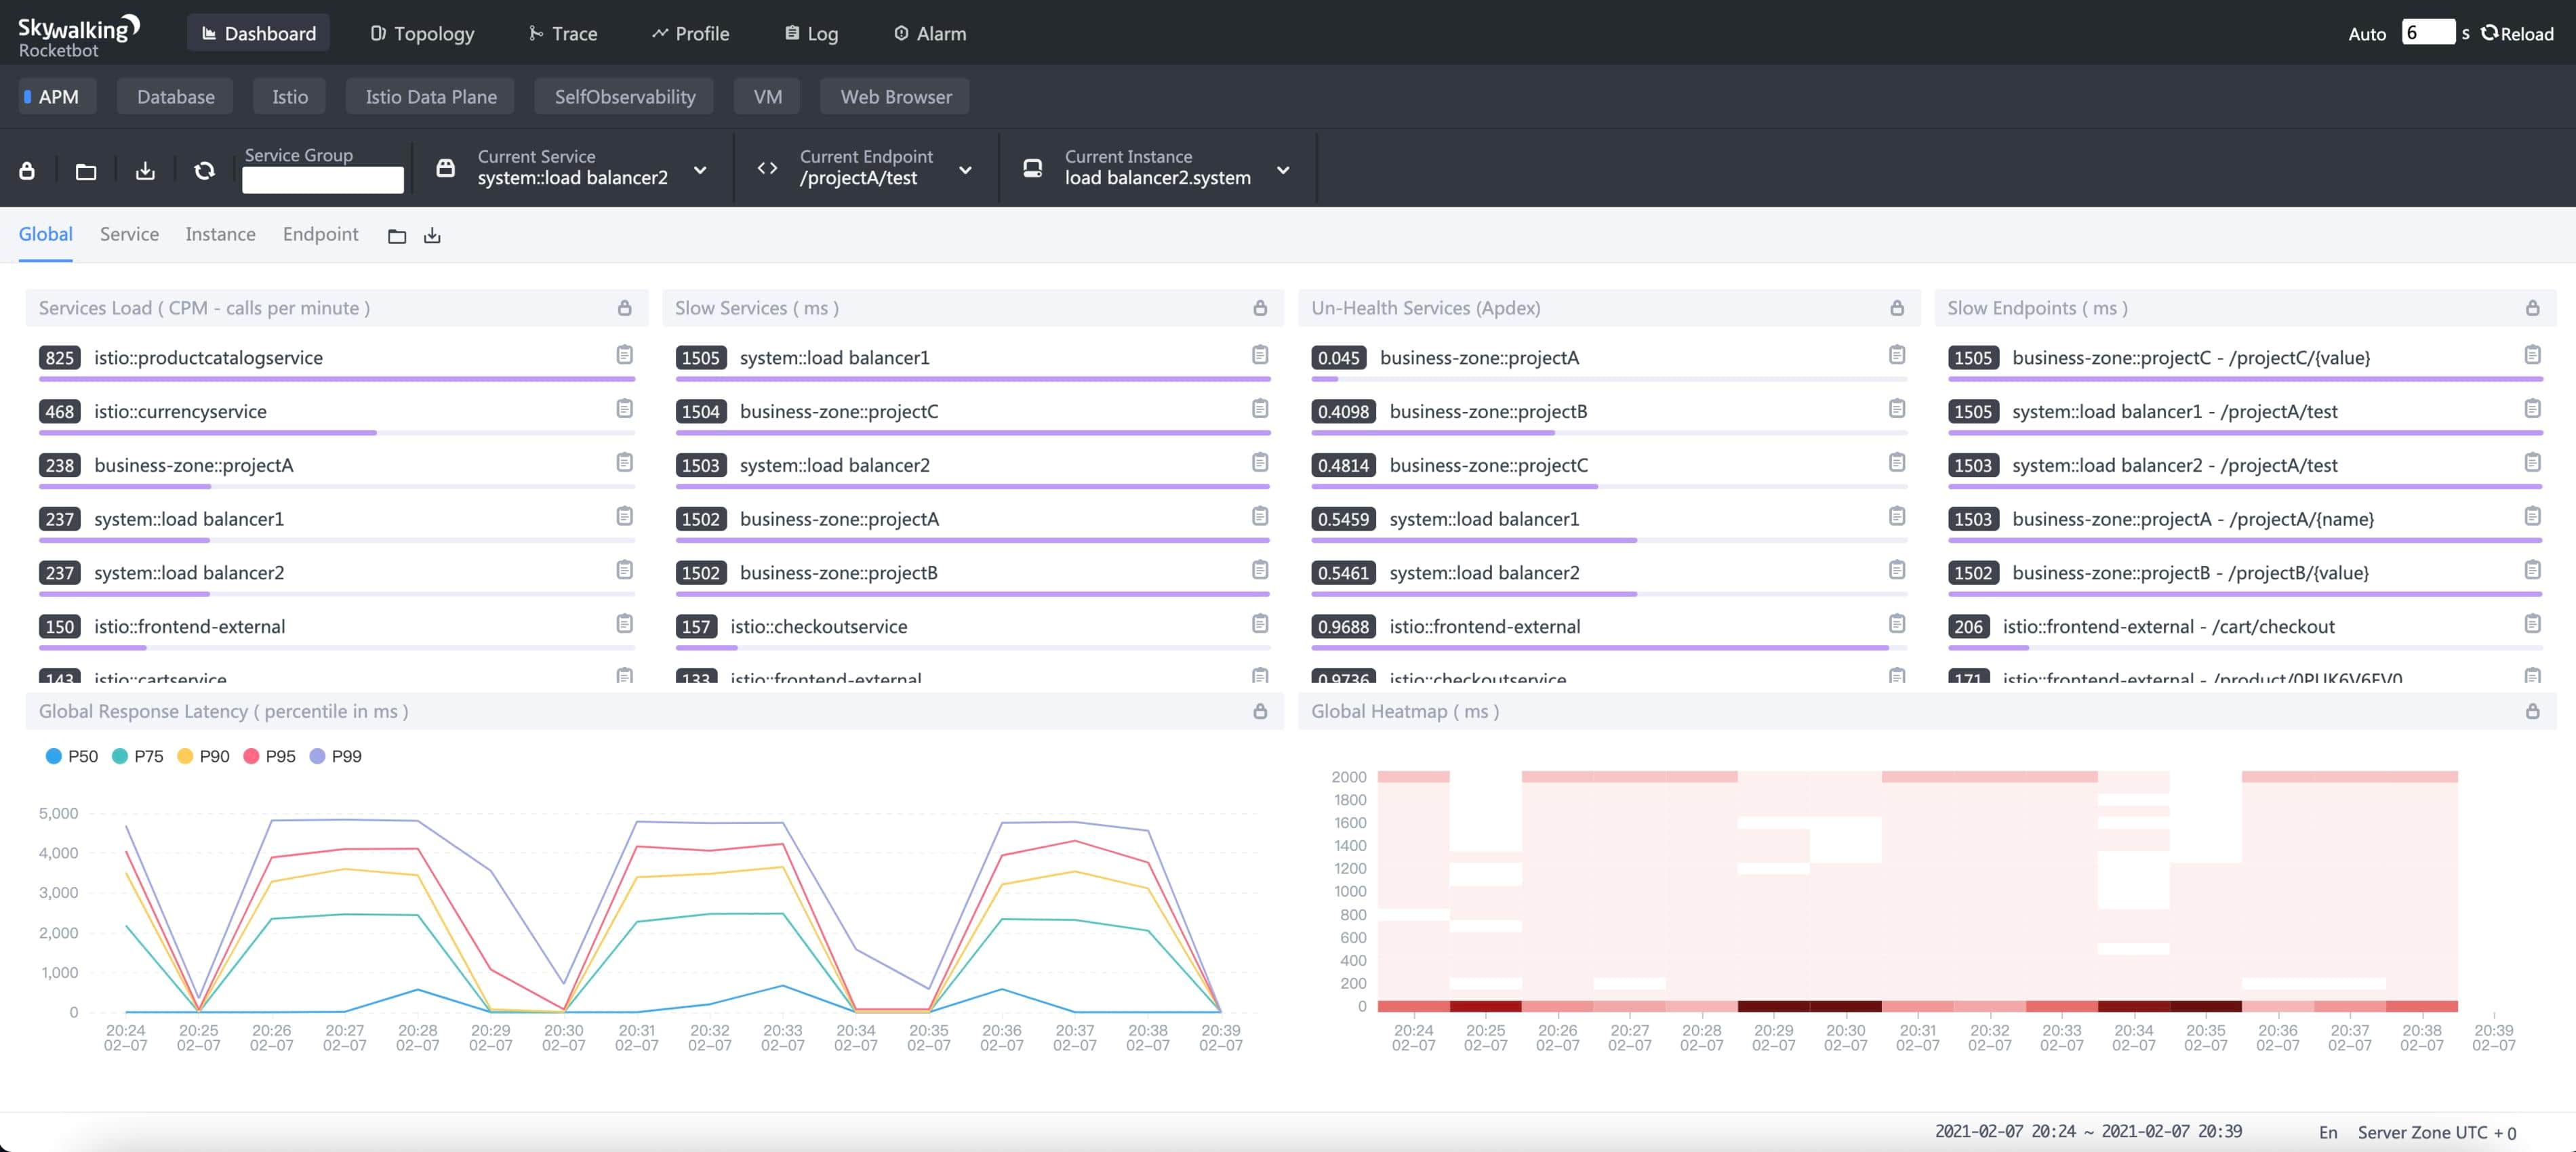 Skywalking
Rocketbot
Dashboard
Topology
Trace
Profile
Log
Alarm
Auto 6 s Reload
APM
Database
Istio
Istio Data Plane
SelfObservability
VM
Web Browser
Service Group
Current Service
system::load balancer2
Current Endpoint
/projectA/test
Current Instance
load balancer2.system
Global
Service
Instance
Endpoint
Services Load ( CPM - calls per minute )
825 istio::productcatalogservice
468 istio::currencyservice
238 business-zone::projectA
237 system::load balancer1
237 system::load balancer2
150 istio::frontend-external
143 istio::cartservice
Slow Services ( ms )
1505 system::load balancer1
1504 business-zone::projectC
1503 system::load balancer2
1502 business-zone::projectA
1502 business-zone::projectB
157 istio::checkoutservice
133 istio::frontend-external
Un-Health Services (Apdex)
0.045 business-zone::projectA
0.4098 business-zone::projectB
0.4814 business-zone::projectC
0.5459 system::load balancer1
0.5461 system::load balancer2
0.9688 istio::frontend-external
0.9736 istio::checkoutservice
Slow Endpoints ( ms )
1505 business-zone::projectC - /projectC/{value}
1505 system::load balancer1 - /projectA/test
1503 system::load balancer2 - /projectA/test
1503 business-zone::projectA - /projectA/{name}
1502 business-zone::projectB - /projectB/{value}
206 istio::frontend-external - /cart/checkout
171 istio::frontend-external -
Global Response Latency ( percentile in ms )
P50 P75 P90 P95 P99
5,000
4,000
3,000
2,000
1,000
0
20:24 20:25 20:26 20:27 20:28 20:29 20:30 20:31 20:32 20:33 20:34 20:35 20:36 20:37 20:38 20:39
02-07 02-07 02-07 02-07 02-07 02-07 02-07 02-07 02-07 02-07 02-07 02-07 02-07 02-07 02-07 02-07
Global Heatmap ( ms )
2000
1800
1600
1400
1200
1000
800
600
400
200
0
20:24 20:25 20:26 20:27 20:28 20:29 20:30 20:31 20:32 20:33 20:34 20:35 20:36 20:37 20:38 20:39
02-07 02-07 02-07 02-07 02-07 02-07 02-07 02-07 02-07 02-07 02-07 02-07 02-07 02-07 02-07 02-07
2021-02-07 20:24 ~ 2021-02-07 20:39
En
Server Zone UTC + 0